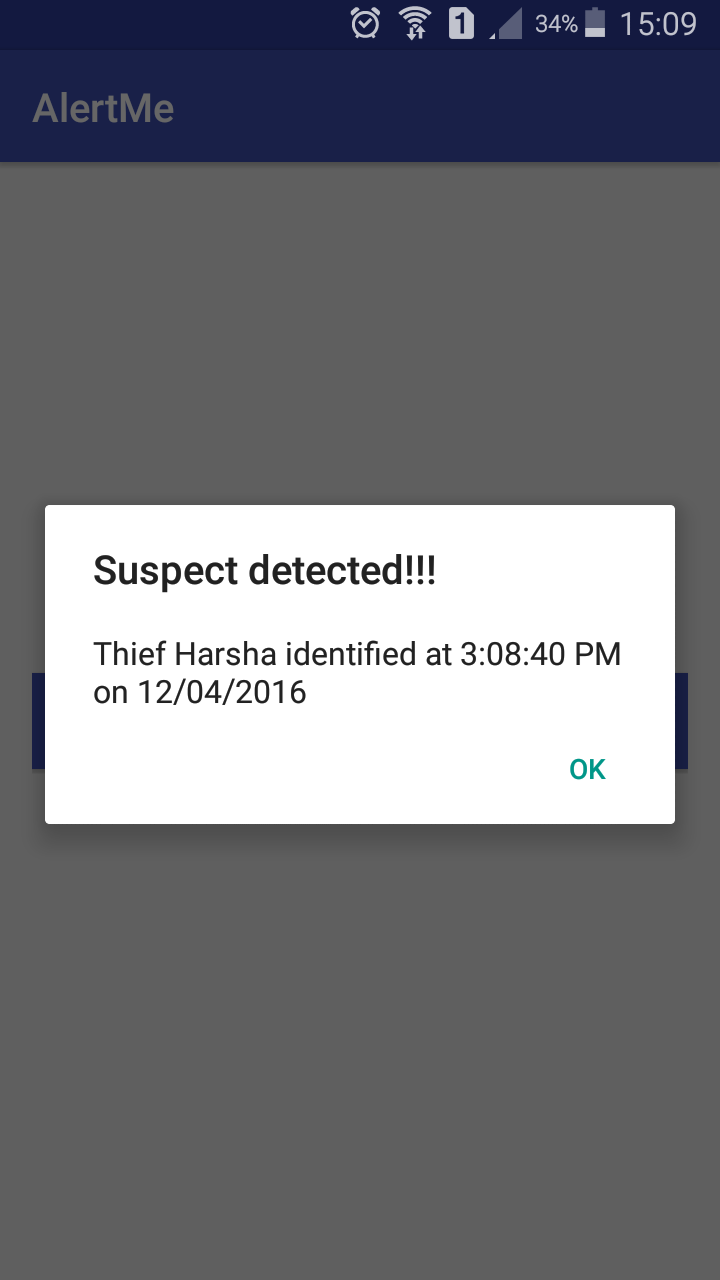 1 34% 15:09
AlertMe
Suspect detected!!!
Thief Harsha identified at 3:08:40 PM
on 12/04/2016
OK